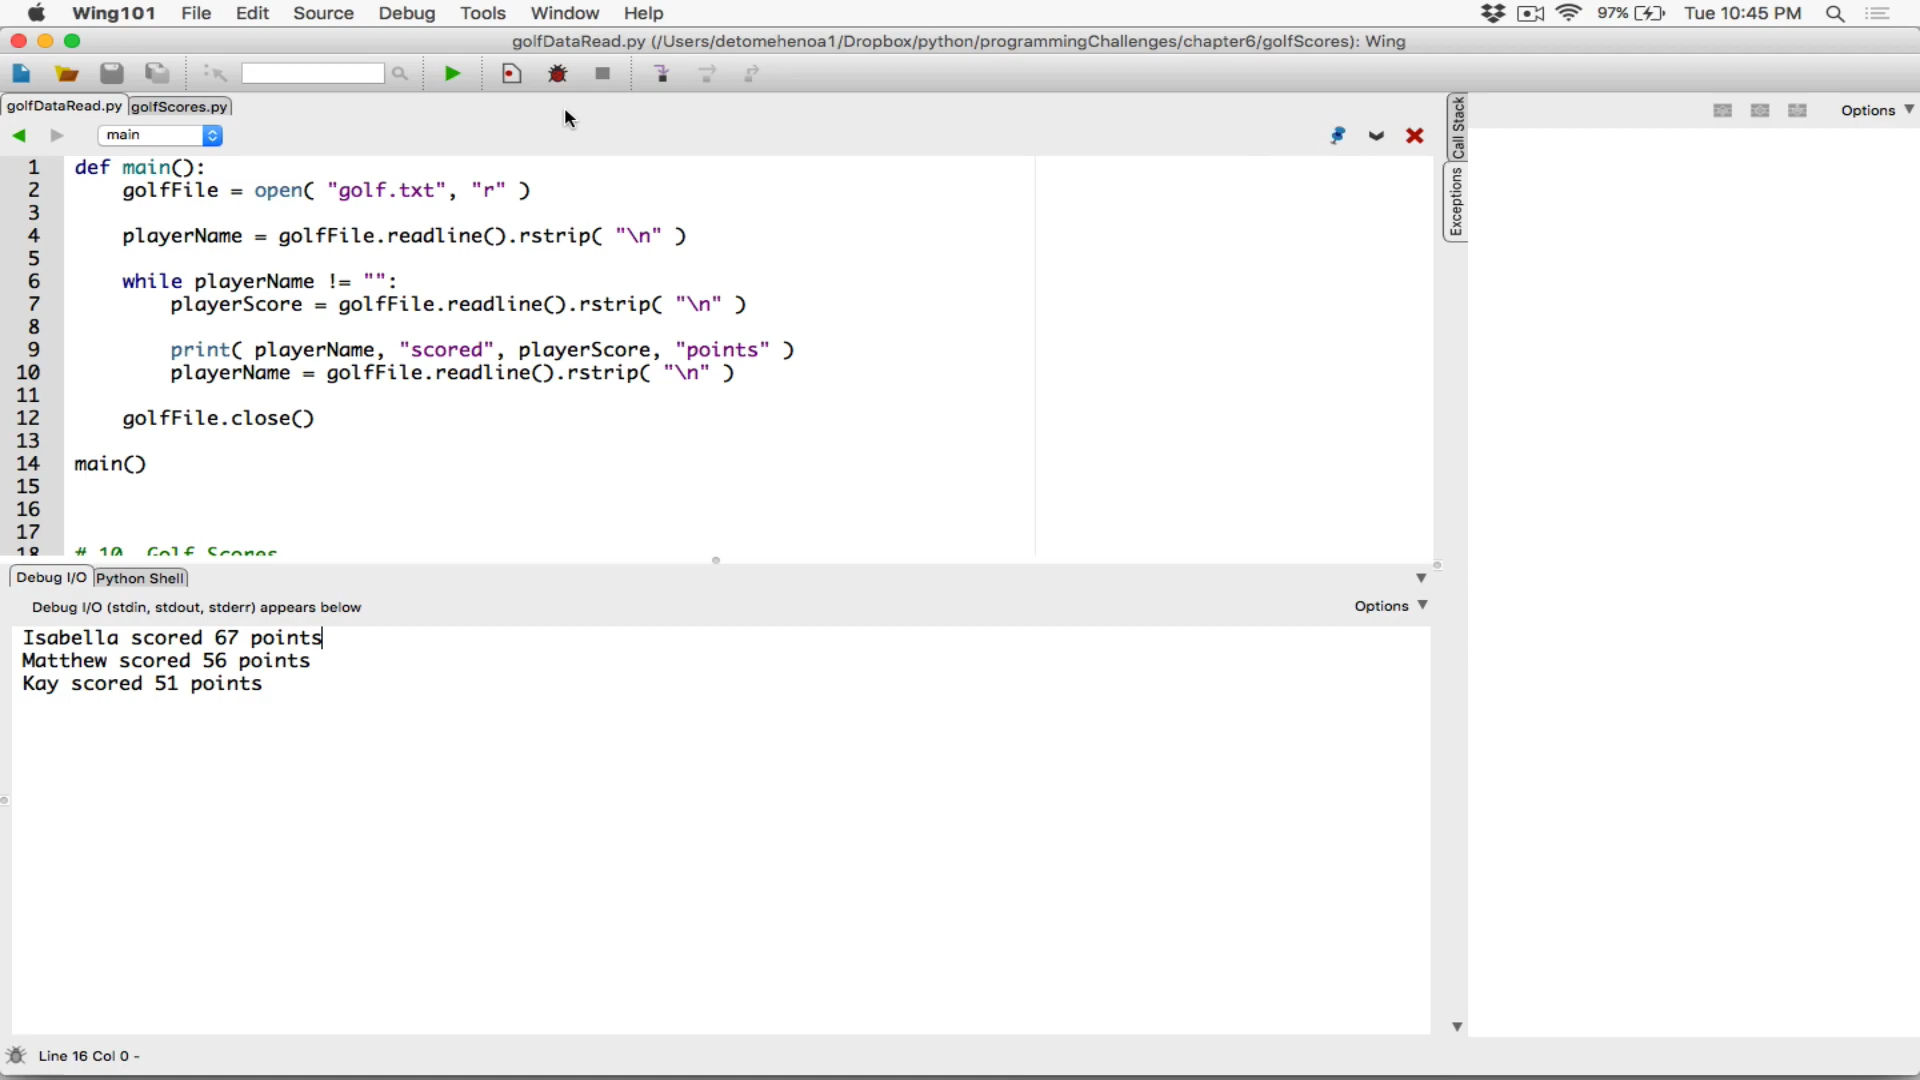 Wing101 File Edit Source Debug Tools Window Help 97% Tue 10:45 PM
golfDataRead.py (/Users/detomehenoa1/Dropbox/python/programmingChallenges/chapter6/golfScores): Wing
golfDataRead.py golfScores.py
Options
main
Call Stack
Exceptions
1 def main():
2 golfFile = open( "golf.txt", "r" )
3
4 playerName = golfFile.readline().rstrip( "\n" )
5
6 while playerName != "":
7 playerScore = golfFile.readline().rstrip( "\n" )
8
9 print( playerName, "scored", playerScore, "points" )
10 playerName = golfFile.readline().rstrip( "\n" )
11
12 golfFile.close()
13
14 main()
15
16
17
18 # 10. Golf Scores
Debug I/O Python Shell
Debug I/O (stdin, stdout, stderr) appears below Options
Isabella scored 67 points
Matthew scored 56 points
Kay scored 51 points
Line 16 Col 0 -